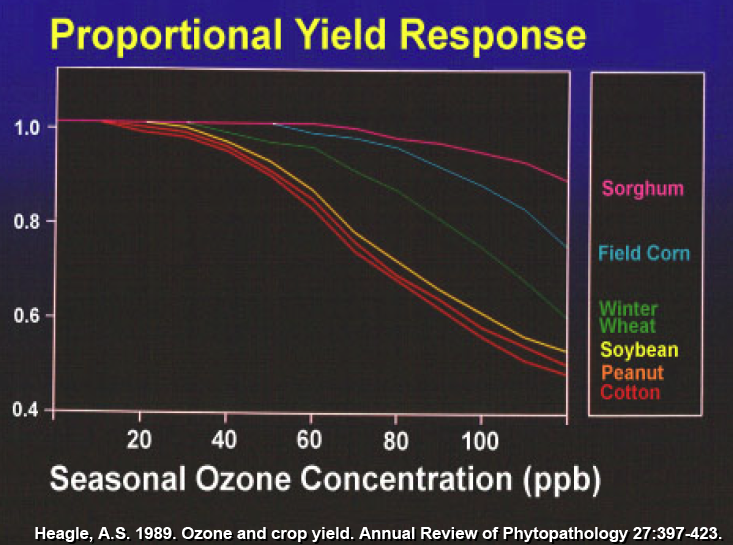 Proportional Yield Response
1.0
0.8
0.6
0.4
20 40 60 80 100
Seasonal Ozone Concentration (ppb)
Sorghum
Field Corn
Winter
Wheat
Soybean
Peanut
Cotton
Heagle, A.S. 1989. Ozone and crop yield. Annual Review of Phytopathology 27:397-423.